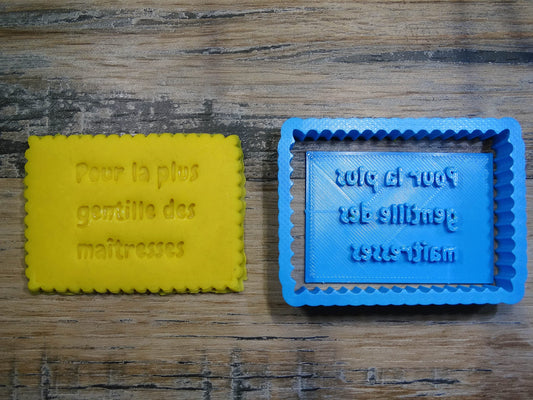 Pour la plus
gentille des
maîtresses
Pour la plus
gentille des
maîtresses